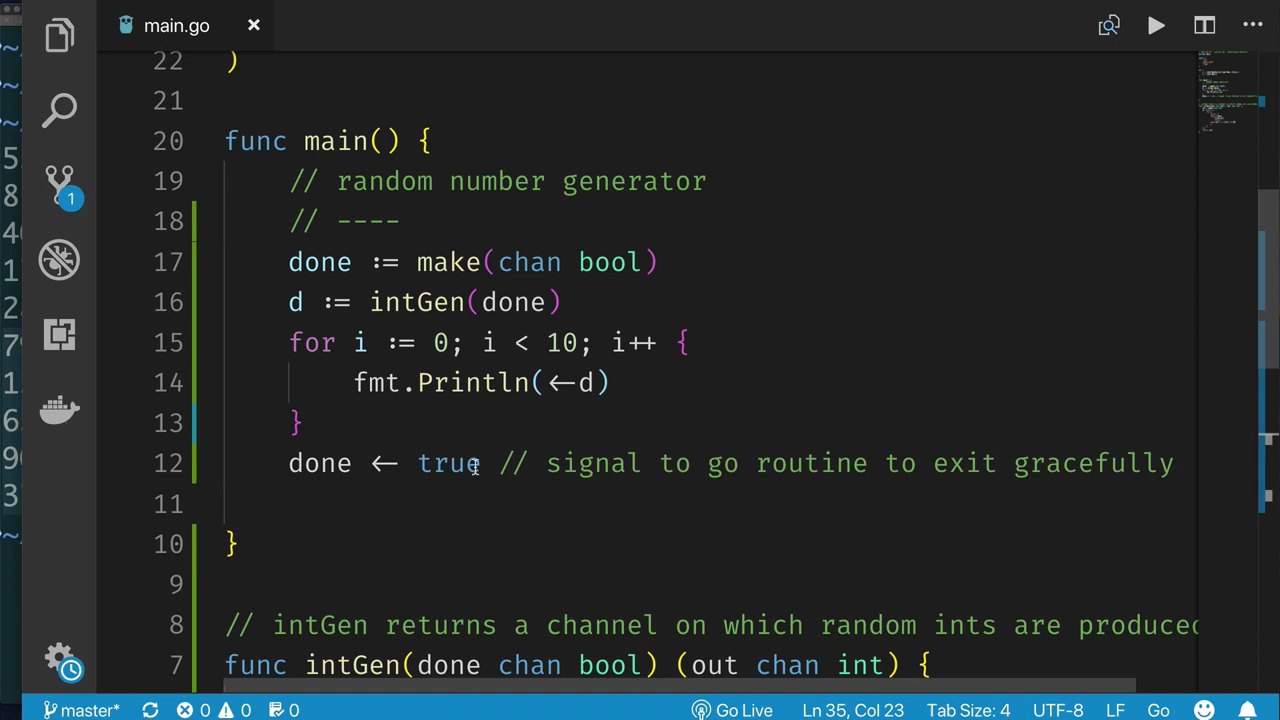 main.go
22 )
21
20 func main() {
19 // random number generator
18 // ----
17 done := make(chan bool)
16 d := intGen(done)
15 for i := 0; i < 10; i++ {
14 fmt.Println(<-d)
13 }
12 done <- true // signal to go routine to exit gracefully
11
10 }
9
8 // intGen returns a channel on which random ints are produced
7 func intGen(done chan bool) (out chan int) {
1
master* 0 0 0 Go Live Ln 35, Col 23 Tab Size: 4 UTF-8 LF Go